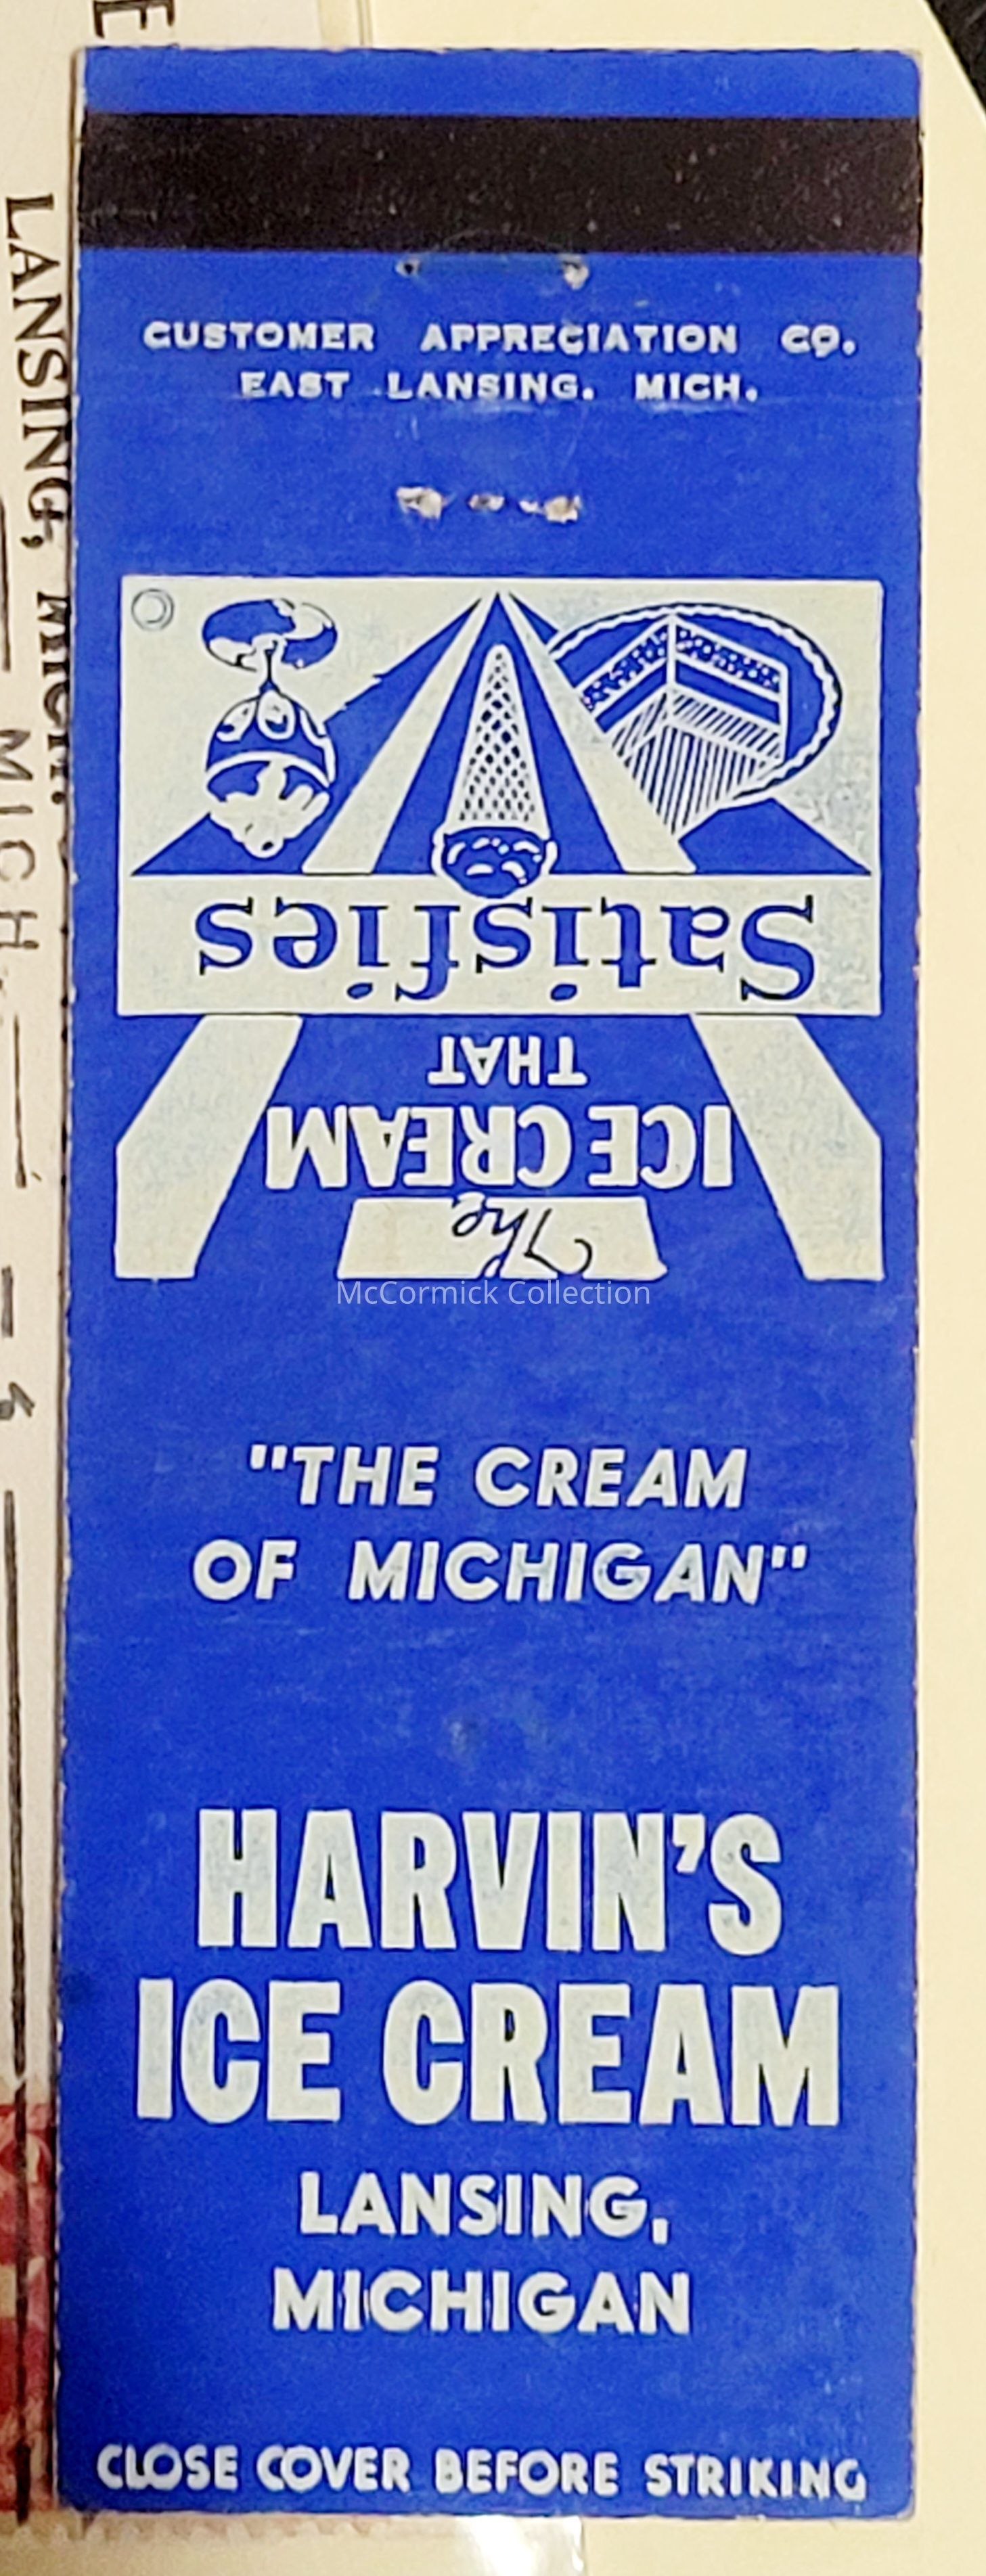 CUSTOMER APPRECIATION CO.
EAST LANSING. MICH.
The
ICE CREAM
THAT
Satisfies
McCormick Collection
"THE CREAM
OF MICHIGAN"
HARVIN'S
ICE CREAM
LANSING,
MICHIGAN
CLOSE COVER BEFORE STRIKING
LANSING, MICH.
MICH.